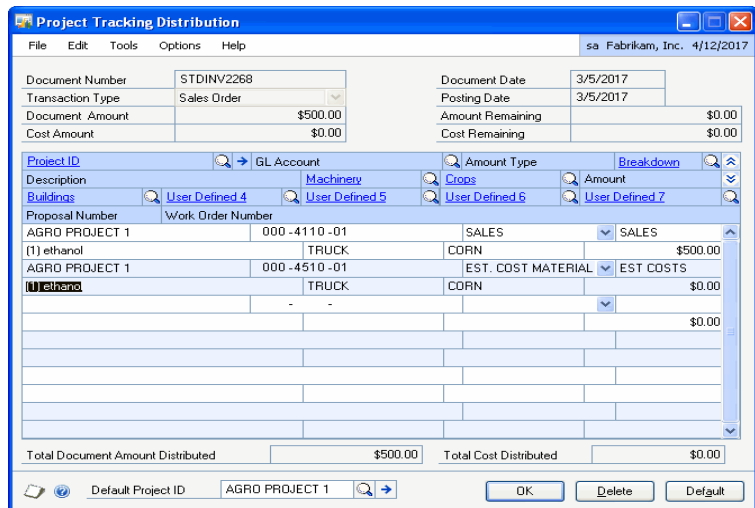 Project Tracking Distribution
File Edit Tools Options Help sa Fabrikam, Inc. 4/12/2017
Document Number STDINV2268 Document Date 3/5/2017
Transaction Type Sales Order Posting Date 3/5/2017
Document Amount $500.00 Amount Remaining $0.00
Cost Amount $0.00 Cost Remaining $0.00
Project ID GL Account Amount Type Breakdown
Description Machinery Crops Amount
Buildings User Defined 4 User Defined 5 User Defined 6 User Defined 7
Proposal Number Work Order Number
AGRO PROJECT 1 000 -4110 -01 SALES SALES
(1) ethanol TRUCK CORN $500.00
AGRO PROJECT 1 000 -4510 -01 EST. COST MATERIAL EST COSTS
(1) ethanol TRUCK CORN $0.00
- -
$0.00
Total Document Amount Distributed $500.00 Total Cost Distributed $0.00
Default Project ID AGRO PROJECT 1 OK Delete Default